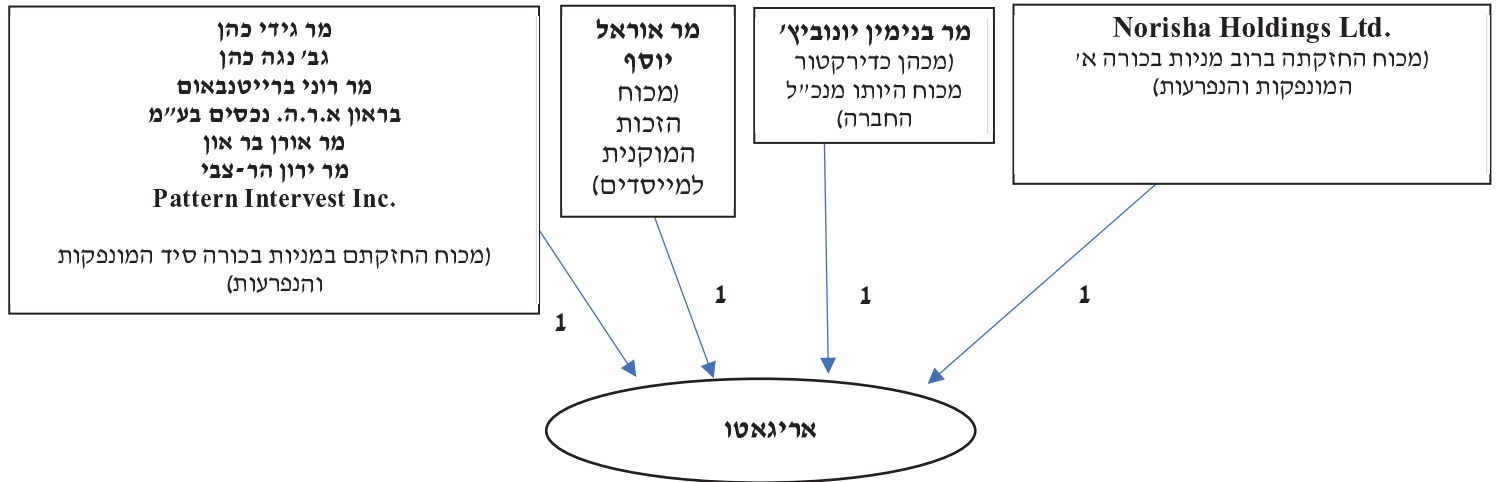 Norisha Holdings Ltd.
(מכוח החזקתה ברוב מניות בכורה א׳
המונפקות והנפרעות)
מר בנימין יונוביץ׳
(מכהן כדירקטור
מכוח היותו מנכ״ל
החברה)
מר אוראל
יוסף
(מכוח
הזכות
המוקנית
למייסדים)
מר גידי כהן
גב׳ נגה כהן
מר רוני ברייטנבאום
בראון א.ר.ה. נכסים בע״מ
מר אורן בר און
מר ירון הר-צבי
Pattern Intervest Inc.
(מכוח החזקתם במניות בכורה סיד המונפקות
והנפרעות)
1
1
1
1
אריגאטו